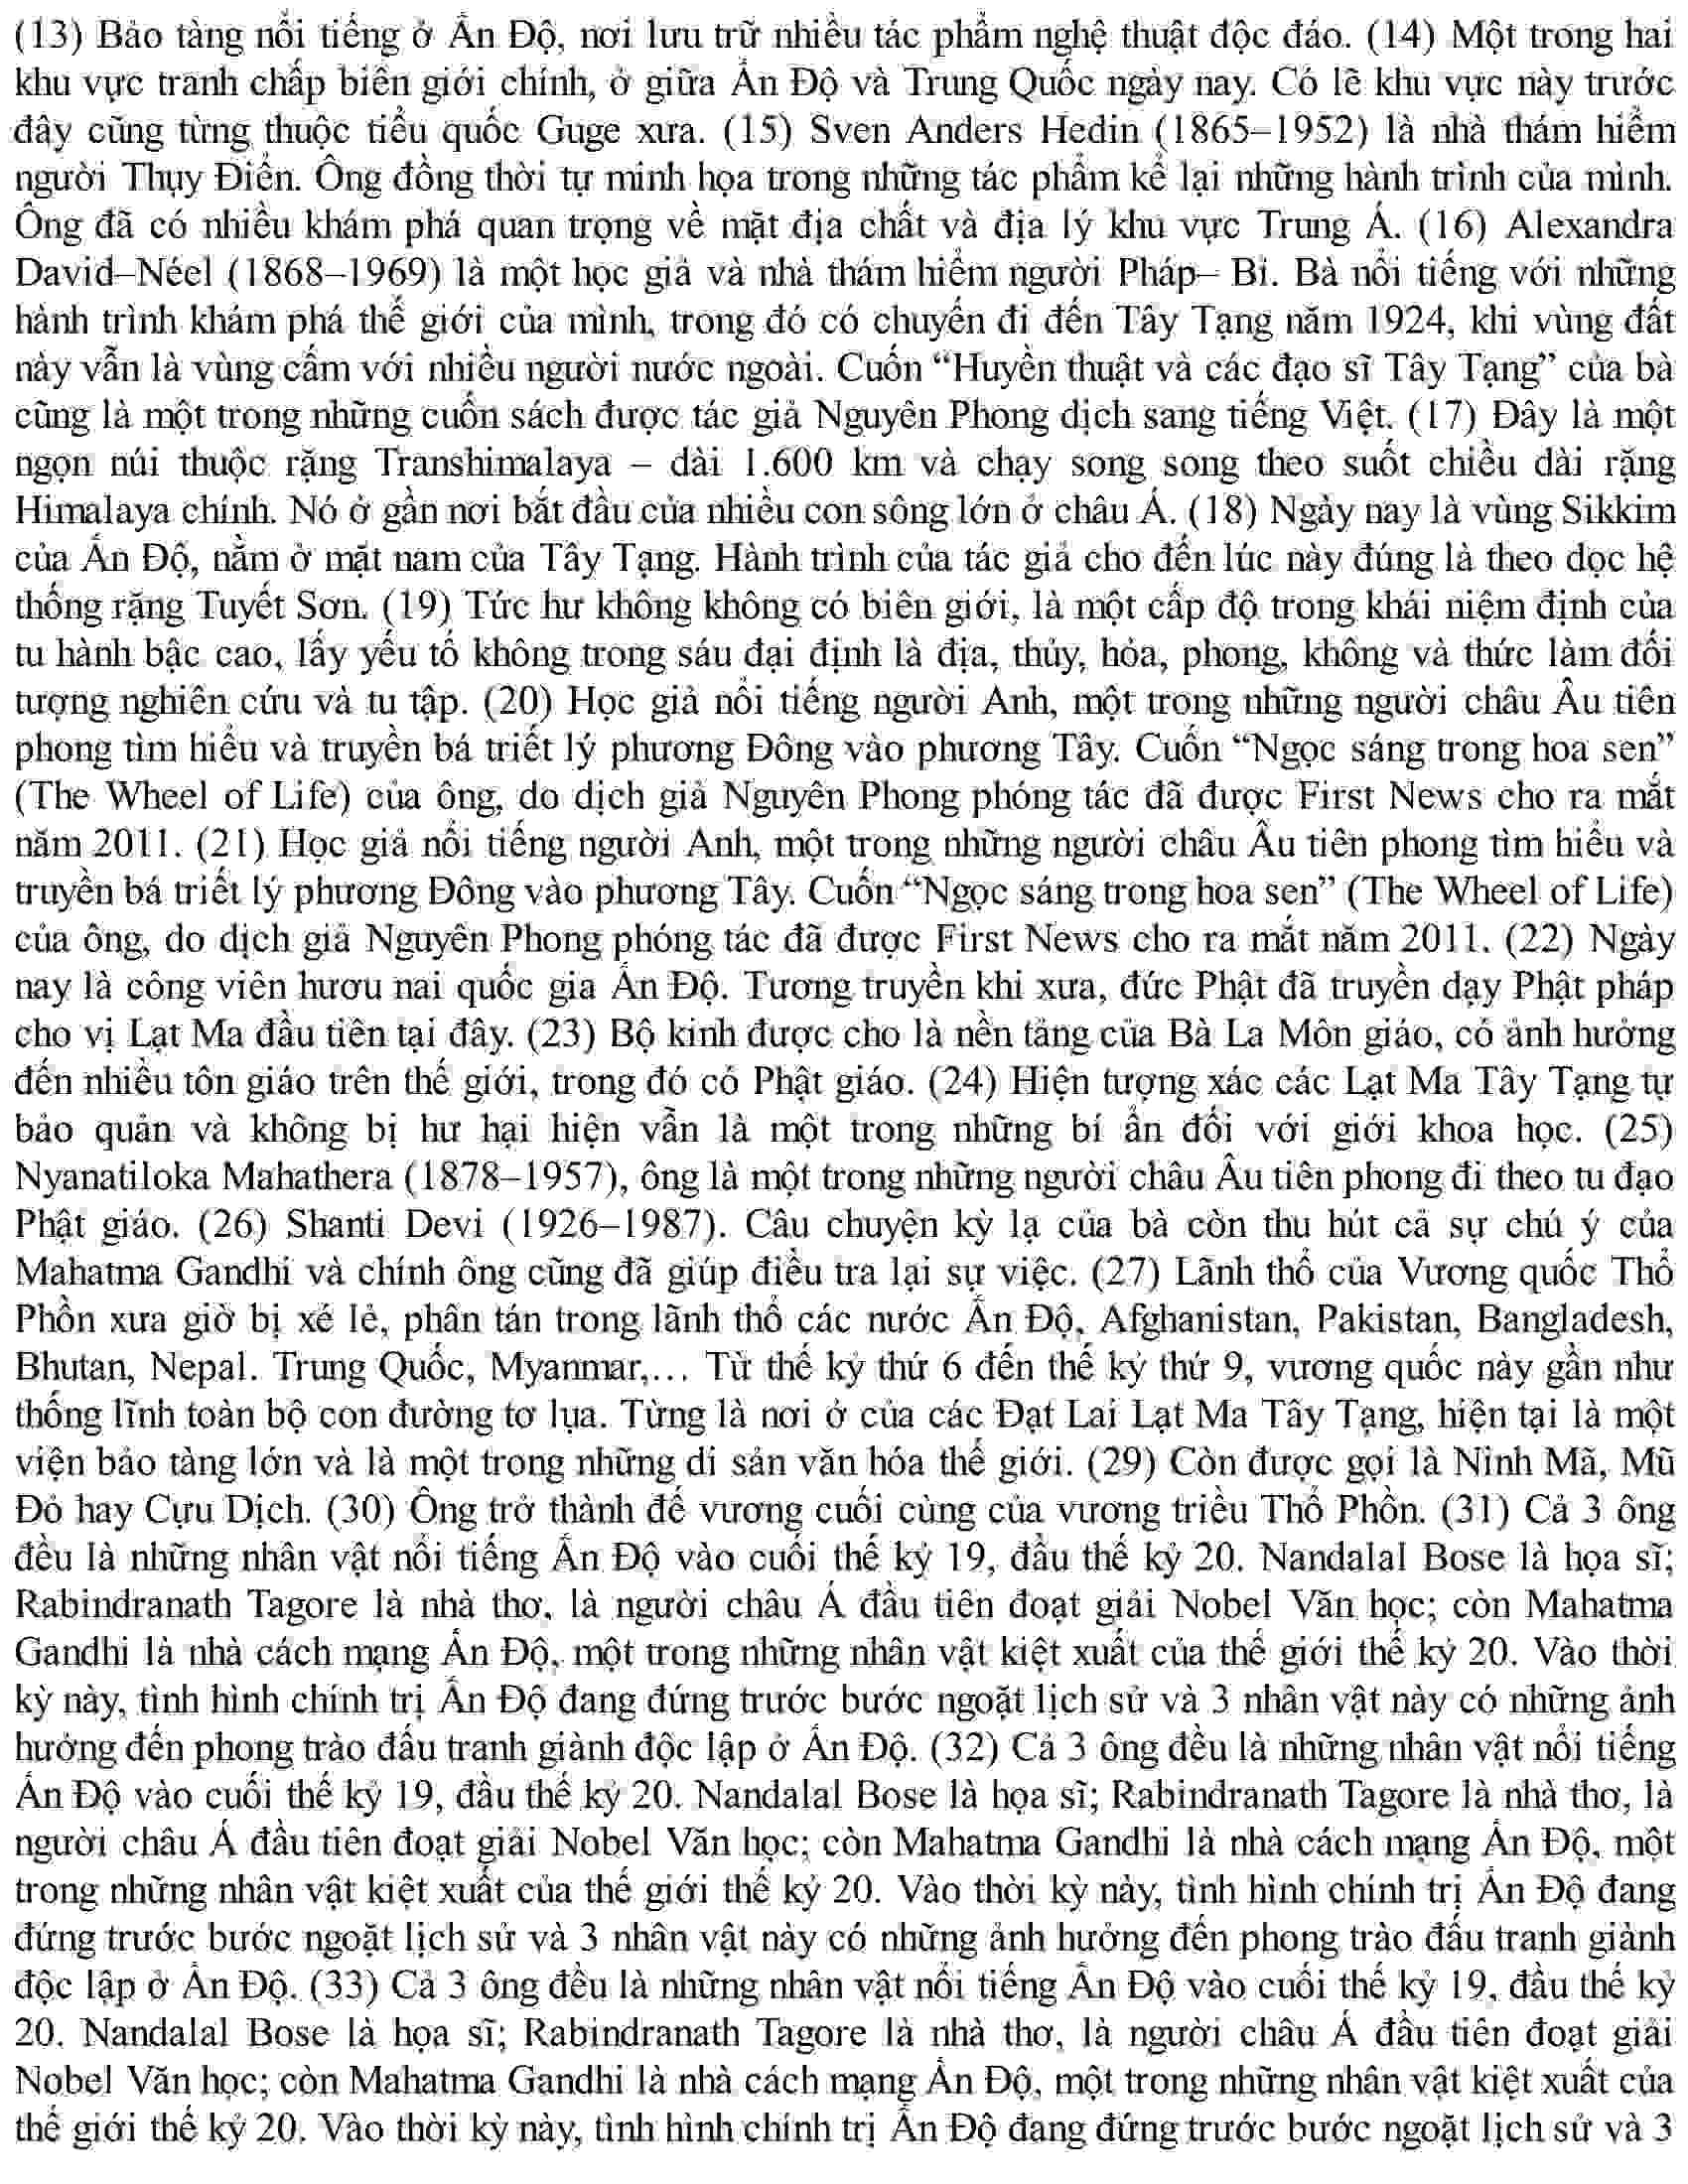 (13) Bảo tàng nổi tiếng ở Ấn Độ, nơi lưu trữ nhiều tác phẩm nghệ thuật độc đáo. (14) Một trong hai
khu vực tranh chấp biên giới chính, ở giữa Ấn Độ và Trung Quốc ngày nay. Có lẽ khu vực này trước
đây cũng từng thuộc tiểu quốc Guge xưa. (15) Sven Anders Hedin (1865–1952) là nhà thám hiểm
người Thụy Điển. Ông đồng thời tự minh họa trong những tác phẩm kể lại những hành trình của mình.
Ông đã có nhiều khám phá quan trọng về mặt địa chất và địa lý khu vực Trung Á. (16) Alexandra
David–Néel (1868–1969) là một học giả và nhà thám hiểm người Pháp– Bỉ. Bà nổi tiếng với những
hành trình khám phá thế giới của mình, trong đó có chuyến đi đến Tây Tạng năm 1924, khi vùng đất
này vẫn là vùng cấm với nhiều người nước ngoài. Cuốn “Huyền thuật và các đạo sĩ Tây Tạng” của bà
cũng là một trong những cuốn sách được tác giả Nguyên Phong dịch sang tiếng Việt. (17) Đây là một
ngọn núi thuộc rặng Transhimalaya – dài 1.600 km và chạy song song theo suốt chiều dài rặng
Himalaya chính. Nó ở gần nơi bắt đầu của nhiều con sông lớn ở châu Á. (18) Ngày nay là vùng Sikkim
của Ấn Độ, nằm ở mặt nam của Tây Tạng. Hành trình của tác giả cho đến lúc này đúng là theo dọc hệ
thống rặng Tuyết Sơn. (19) Tức hư không không có biên giới, là một cấp độ trong khái niệm định của
tu hành bậc cao, lấy yếu tố không trong sáu đại định là địa, thủy, hỏa, phong, không và thức làm đối
tượng nghiên cứu và tu tập. (20) Học giả nổi tiếng người Anh, một trong những người châu Âu tiên
phong tìm hiểu và truyền bá triết lý phương Đông vào phương Tây. Cuốn “Ngọc sáng trong hoa sen”
(The Wheel of Life) của ông, do dịch giả Nguyên Phong phóng tác đã được First News cho ra mắt
năm 2011. (21) Học giả nổi tiếng người Anh, một trong những người châu Âu tiên phong tìm hiểu và
truyền bá triết lý phương Đông vào phương Tây. Cuốn “Ngọc sáng trong hoa sen” (The Wheel of Life)
của ông, do dịch giả Nguyên Phong phóng tác đã được First News cho ra mắt năm 2011. (22) Ngày
nay là công viên hươu nai quốc gia Ấn Độ. Tương truyền khi xưa, đức Phật đã truyền dạy Phật pháp
cho vị Lạt Ma đầu tiên tại đây. (23) Bộ kinh được cho là nền tảng của Bà La Môn giáo, có ảnh hưởng
đến nhiều tôn giáo trên thế giới, trong đó có Phật giáo. (24) Hiện tượng xác các Lạt Ma Tây Tạng tự
bảo quản và không bị hư hại hiện vẫn là một trong những bí ẩn đối với giới khoa học. (25)
Nyanatiloka Mahathera (1878–1957), ông là một trong những người châu Âu tiên phong đi theo tu đạo
Phật giáo. (26) Shanti Devi (1926–1987). Câu chuyện kỳ lạ của bà còn thu hút cả sự chú ý của
Mahatma Gandhi và chính ông cũng đã giúp điều tra lại sự việc. (27) Lãnh thổ của Vương quốc Thổ
Phồn xưa giờ bị xé lẻ, phân tán trong lãnh thổ các nước Ấn Độ, Afghanistan, Pakistan, Bangladesh,
Bhutan, Nepal. Trung Quốc, Myanmar,… Từ thế kỷ thứ 6 đến thế kỷ thứ 9, vương quốc này gần như
thống lĩnh toàn bộ con đường tơ lụa. Từng là nơi ở của các Đạt Lai Lạt Ma Tây Tạng, hiện tại là một
viện bảo tàng lớn và là một trong những di sản văn hóa thế giới. (29) Còn được gọi là Ninh Mã, Mũ
Đỏ hay Cựu Dịch. (30) Ông trở thành đế vương cuối cùng của vương triều Thổ Phồn. (31) Cả 3 ông
đều là những nhân vật nổi tiếng Ấn Độ vào cuối thế kỷ 19, đầu thế kỷ 20. Nandalal Bose là họa sĩ;
Rabindranath Tagore là nhà thơ, là người châu Á đầu tiên đoạt giải Nobel Văn học; còn Mahatma
Gandhi là nhà cách mạng Ấn Độ, một trong những nhân vật kiệt xuất của thế giới thế kỷ 20. Vào thời
kỳ này, tình hình chính trị Ấn Độ đang đứng trước bước ngoặt lịch sử và 3 nhân vật này có những ảnh
hưởng đến phong trào đấu tranh giành độc lập ở Ấn Độ. (32) Cả 3 ông đều là những nhân vật nổi tiếng
Ấn Độ vào cuối thế kỷ 19, đầu thế kỷ 20. Nandalal Bose là họa sĩ; Rabindranath Tagore là nhà thơ, là
người châu Á đầu tiên đoạt giải Nobel Văn học; còn Mahatma Gandhi là nhà cách mạng Ấn Độ, một
trong những nhân vật kiệt xuất của thế giới thế kỷ 20. Vào thời kỳ này, tình hình chính trị Ấn Độ đang
đứng trước bước ngoặt lịch sử và 3 nhân vật này có những ảnh hưởng đến phong trào đấu tranh giành
độc lập ở Ấn Độ. (33) Cả 3 ông đều là những nhân vật nổi tiếng Ấn Độ vào cuối thế kỷ 19, đầu thế kỷ
20. Nandalal Bose là họa sĩ; Rabindranath Tagore là nhà thơ, là người châu Á đầu tiên đoạt giải
Nobel Văn học; còn Mahatma Gandhi là nhà cách mạng Ấn Độ, một trong những nhân vật kiệt xuất của
thế giới thế kỷ 20. Vào thời kỳ này, tình hình chính trị Ấn Độ đang đứng trước bước ngoặt lịch sử và 3